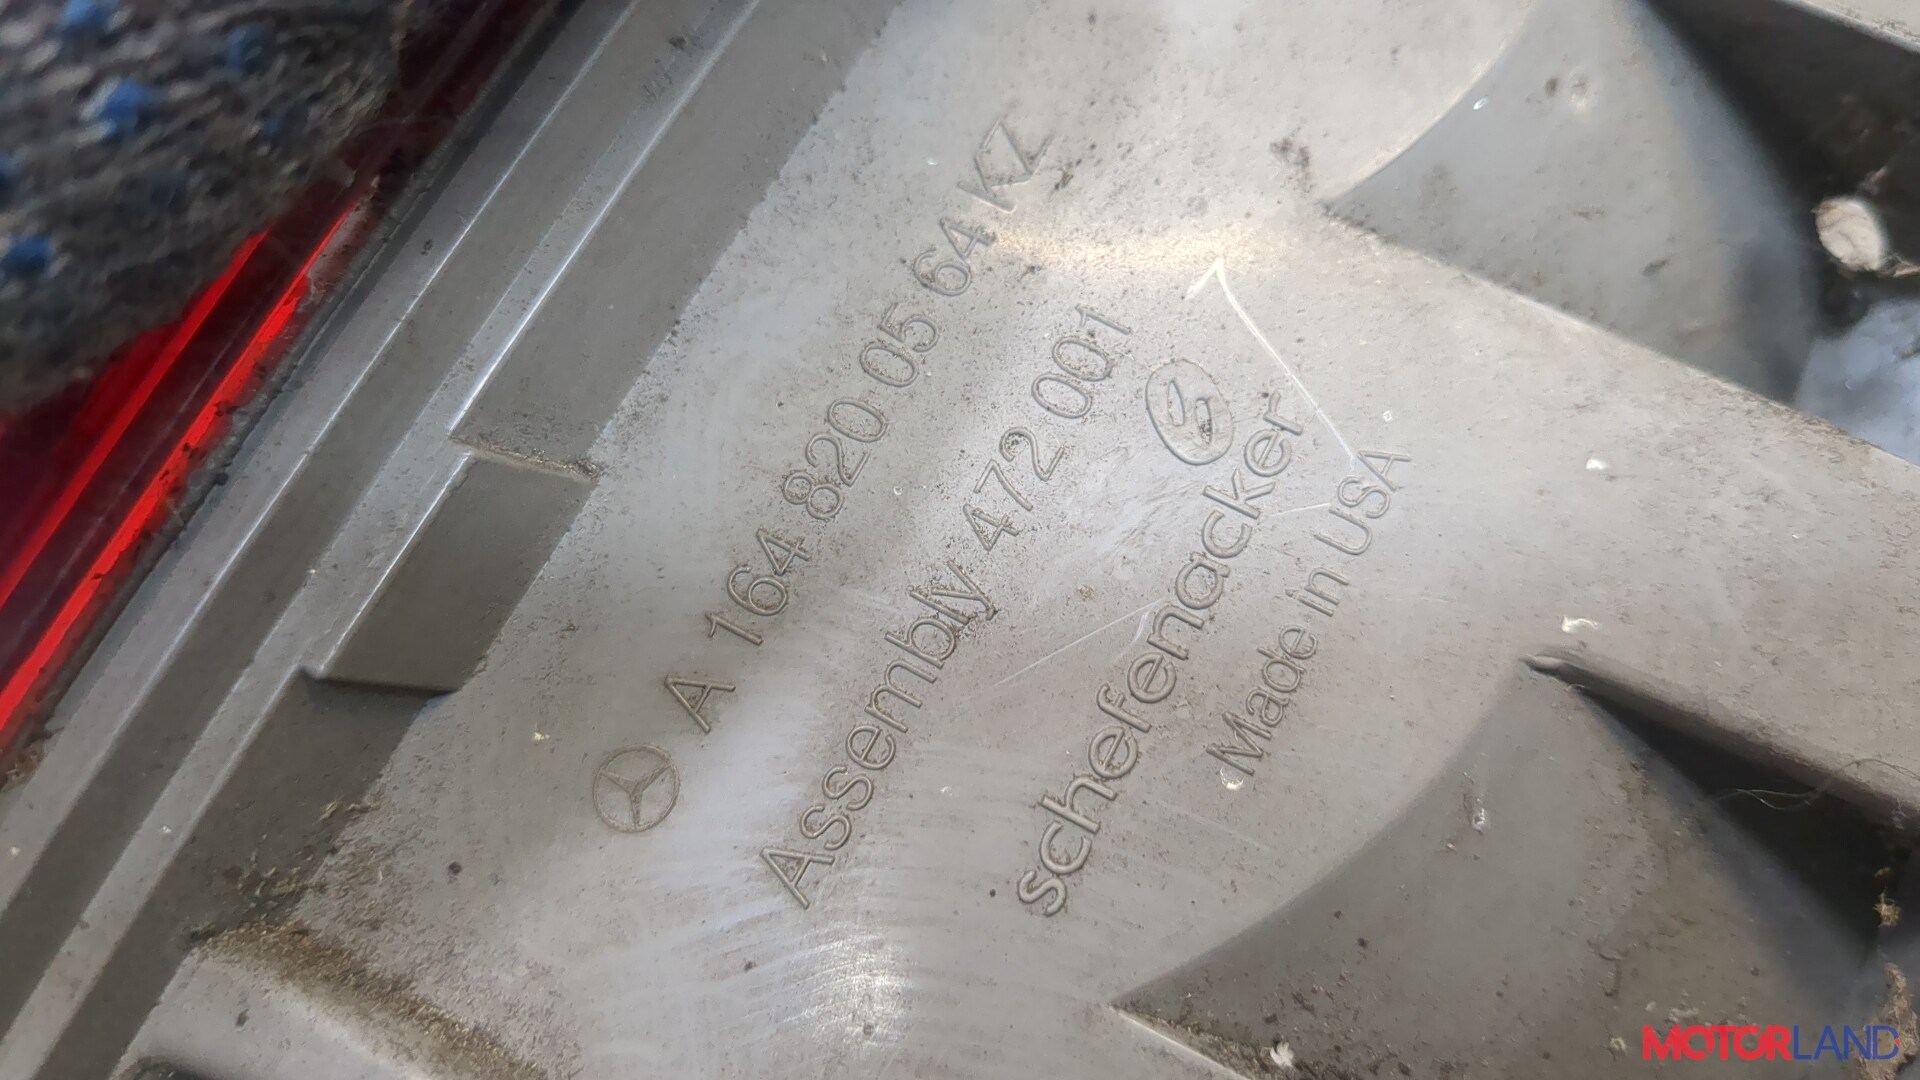 A 164 820 05 64 KZ
Assembly 472 001
schefenacker
Made in USA
MOTORLAND